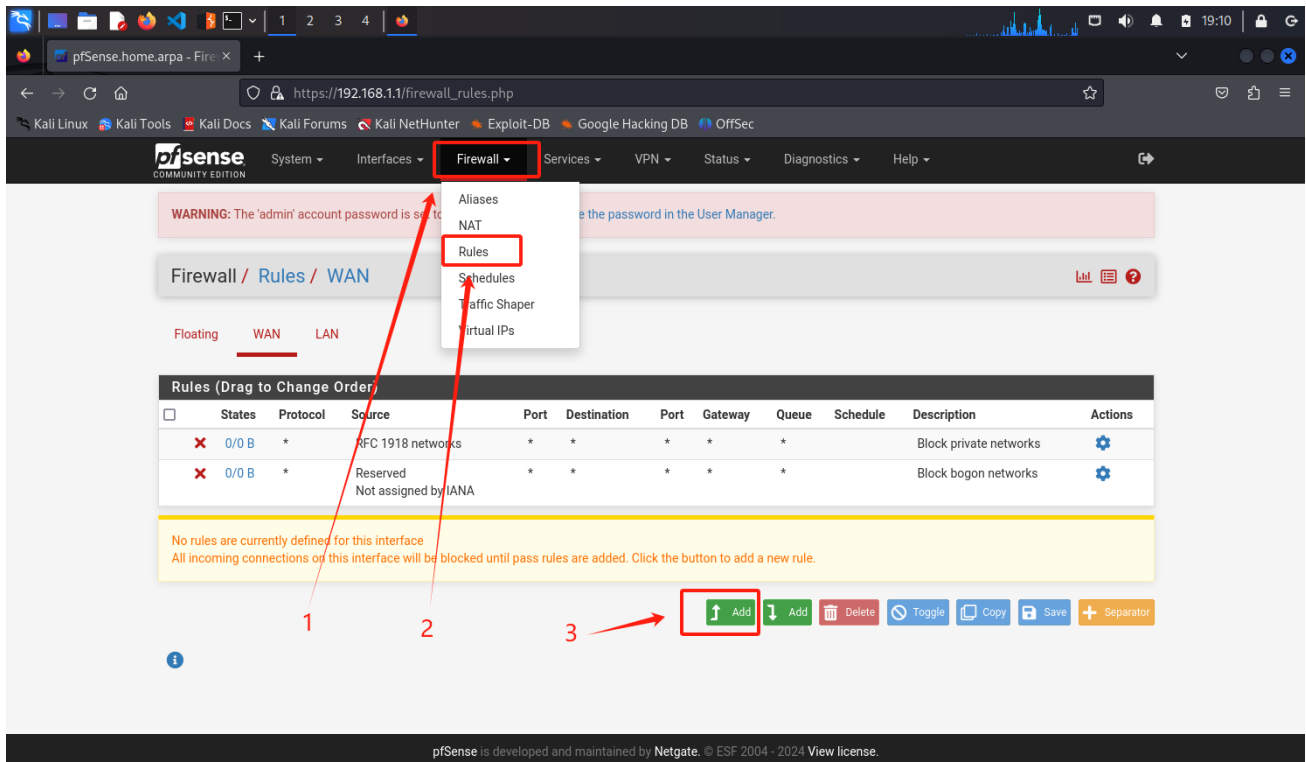 1 2 3 4 19:10
pfSense.home.arpa - Fire
https://192.168.1.1/firewall_rules.php
Kali Linux Kali Tools Kali Docs Kali Forums Kali NetHunter Exploit-DB Google Hacking DB OffSec
pfsense System Interfaces Firewall Services VPN Status Diagnostics Help
COMMUNITY EDITION
Aliases
WARNING: The 'admin' account password is set to e the password in the User Manager.
NAT
Rules
Firewall / Rules / WAN
Schedules
Traffic Shaper
Virtual IPs
Floating WAN LAN
Rules (Drag to Change Order)
States Protocol Source Port Destination Port Gateway Queue Schedule Description Actions
0/0 B * RFC 1918 networks * * * * * Block private networks
0/0 B * Reserved * * * * * Block bogon networks
Not assigned by IANA
No rules are currently defined for this interface
All incoming connections on this interface will be blocked until pass rules are added. Click the button to add a new rule.
Add Add Delete Toggle Copy Save Separator
1 2 3
pfSense is developed and maintained by Netgate. © ESF 2004 - 2024 View license.